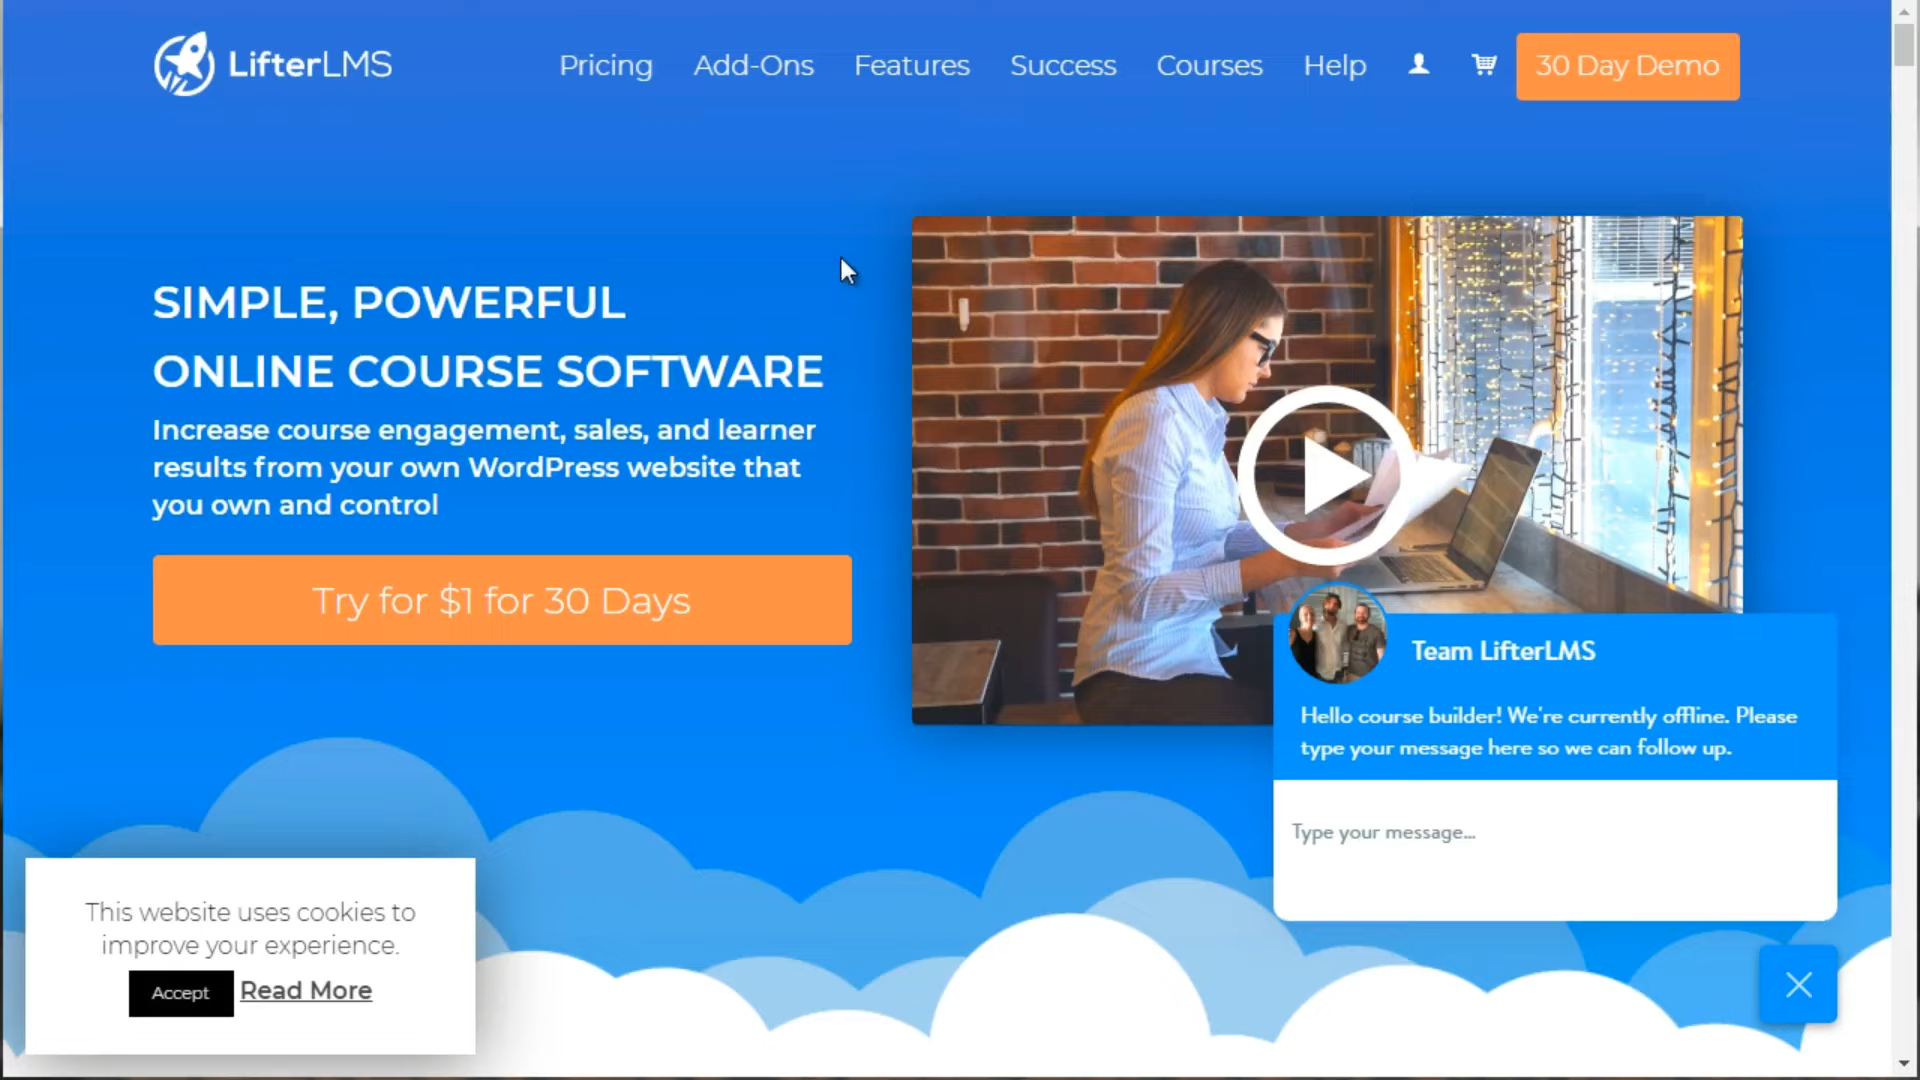 LifterLMS
Pricing
Add-Ons
Features
Success
Courses
Help
30 Day Demo
SIMPLE, POWERFUL
ONLINE COURSE SOFTWARE
Increase course engagement, sales, and learner
results from your own WordPress website that
you own and control
Try for $1 for 30 Days
Team LifterLMS
Hello course builder! We're currently offline. Please
type your message here so we can follow up.
Type your message...
This website uses cookies to
improve your experience.
Accept Read More